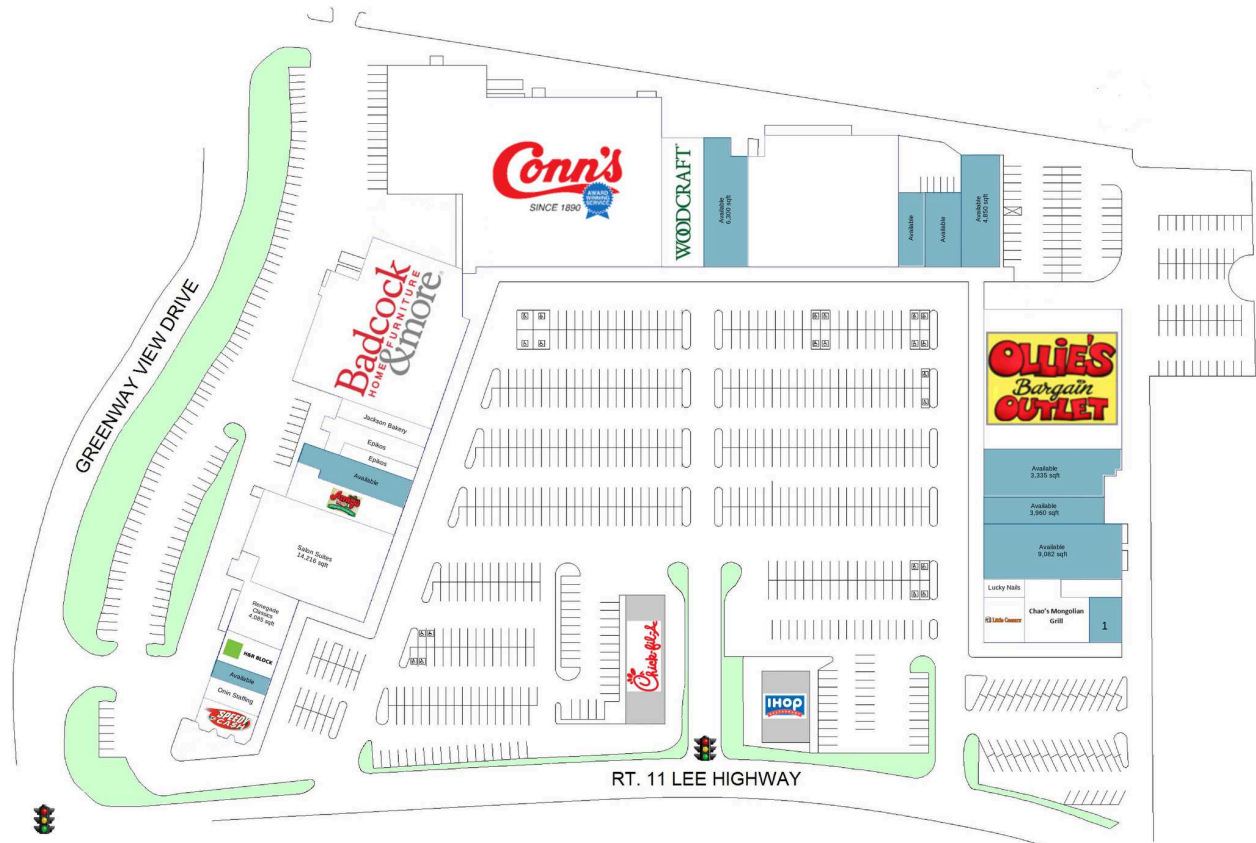 Conn's
SINCE 1890
AWARD
WINNING
SERVICE
WOODCRAFT
Available
6,300 sqft
Available
Available
Available
4,850 sqft
Badcock
HOME FURNITURE
&more
GREENWAY VIEW DRIVE
Jackson Bakery
Epikos
Epikos
Available
Salon Suites
14,216 sqft
Renegade
Classics
4,085 sqft
H&R BLOCK
Available
Onin Staffing
SPEEDY
CASH
OLLIE'S
Bargain
OUTLET
Available
3,335 sqft
Available
3,960 sqft
Available
9,082 sqft
Lucky Nails
Little Caesars
Chao's Mongolian
Grill
1
Chick-fil-A
IHOP
RT. 11 LEE HIGHWAY